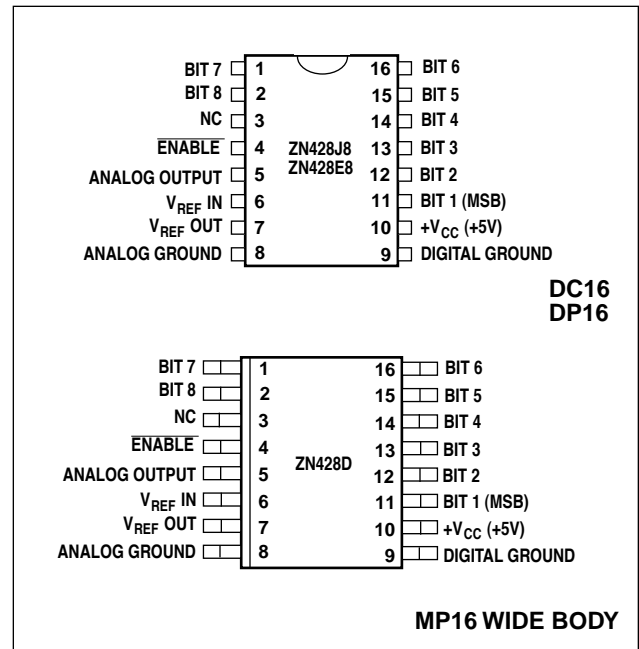 BIT 7 1 16 BIT 6
BIT 8 2 15 BIT 5
NC 3 14 BIT 4
ENABLE 4 ZN428J8 13 BIT 3
ZN428E8
ANALOG OUTPUT 5 12 BIT 2
VREF IN 6 11 BIT 1 (MSB)
VREF OUT 7 10 +VCC (+5V)
ANALOG GROUND 8 9 DIGITAL GROUND
DC16
DP16
BIT 7 1 16 BIT 6
BIT 8 2 15 BIT 5
NC 3 14 BIT 4
ENABLE 4 13 BIT 3
ANALOG OUTPUT 5 ZN428D 12 BIT 2
VREF IN 6 11 BIT 1 (MSB)
VREF OUT 7 10 +VCC (+5V)
ANALOG GROUND 8 9 DIGITAL GROUND
MP16 WIDE BODY